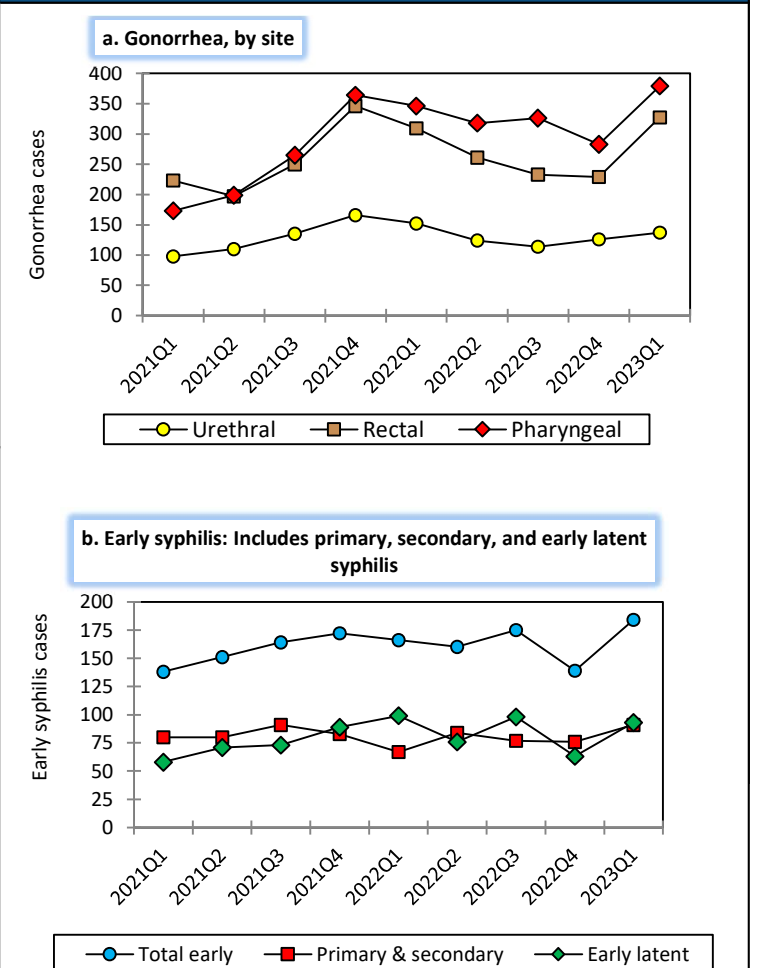 a. Gonorrhea, by site
400
350
300
250
200
150
100
50
0
Gonorrhea cases
2021Q1
2021Q2
2021Q3
2021Q4
2022Q1
2022Q2
2022Q3
2022Q4
2023Q1
Urethral Rectal Pharyngeal
b. Early syphilis: Includes primary, secondary, and early latent
syphilis
200
175
150
125
100
75
50
25
0
Early syphilis cases
2021Q1
2021Q2
2021Q3
2021Q4
2022Q1
2022Q2
2022Q3
2022Q4
2023Q1
Total early Primary & secondary Early latent